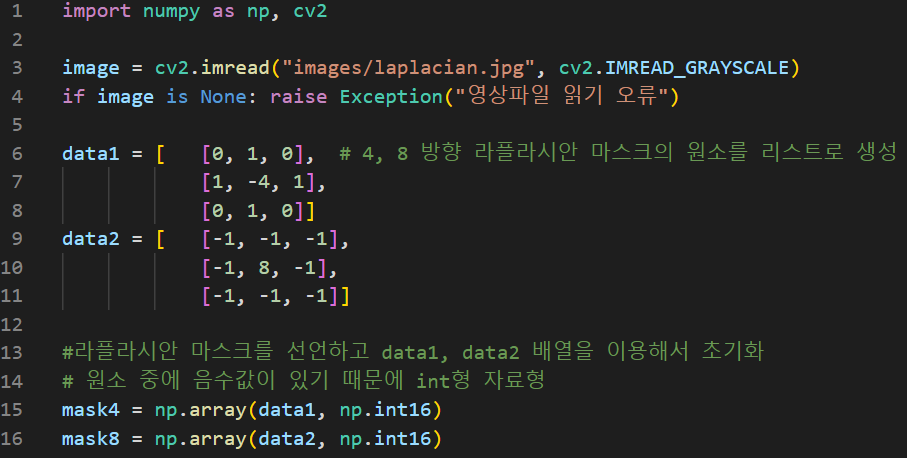 1 import numpy as np, cv2
2
3 image = cv2.imread("images/laplacian.jpg", cv2.IMREAD_GRAYSCALE)
4 if image is None: raise Exception("영상파일 읽기 오류")
5
6 data1 = [   [0, 1, 0],  # 4, 8 방향 라플라시안 마스크의 원소를 리스트로 생성
7             [1, -4, 1],
8             [0, 1, 0]]
9 data2 = [   [-1, -1, -1],
10             [-1, 8, -1],
11             [-1, -1, -1]]
12
13 #라플라시안 마스크를 선언하고 data1, data2 배열을 이용해서 초기화
14 # 원소 중에 음수값이 있기 때문에 int형 자료형
15 mask4 = np.array(data1, np.int16)
16 mask8 = np.array(data2, np.int16)